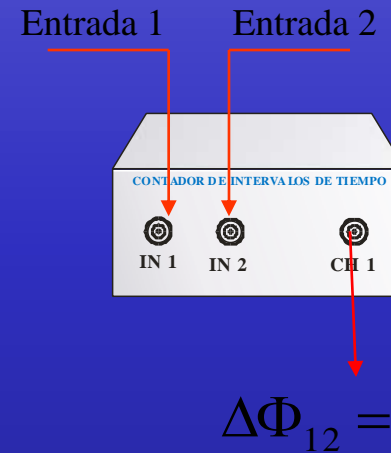 Entrada 1 Entrada 2
CONTADOR DE INTERVALOS DE TIEMPO
IN 1 IN 2 CH 1
ΔΦ₁₂ =